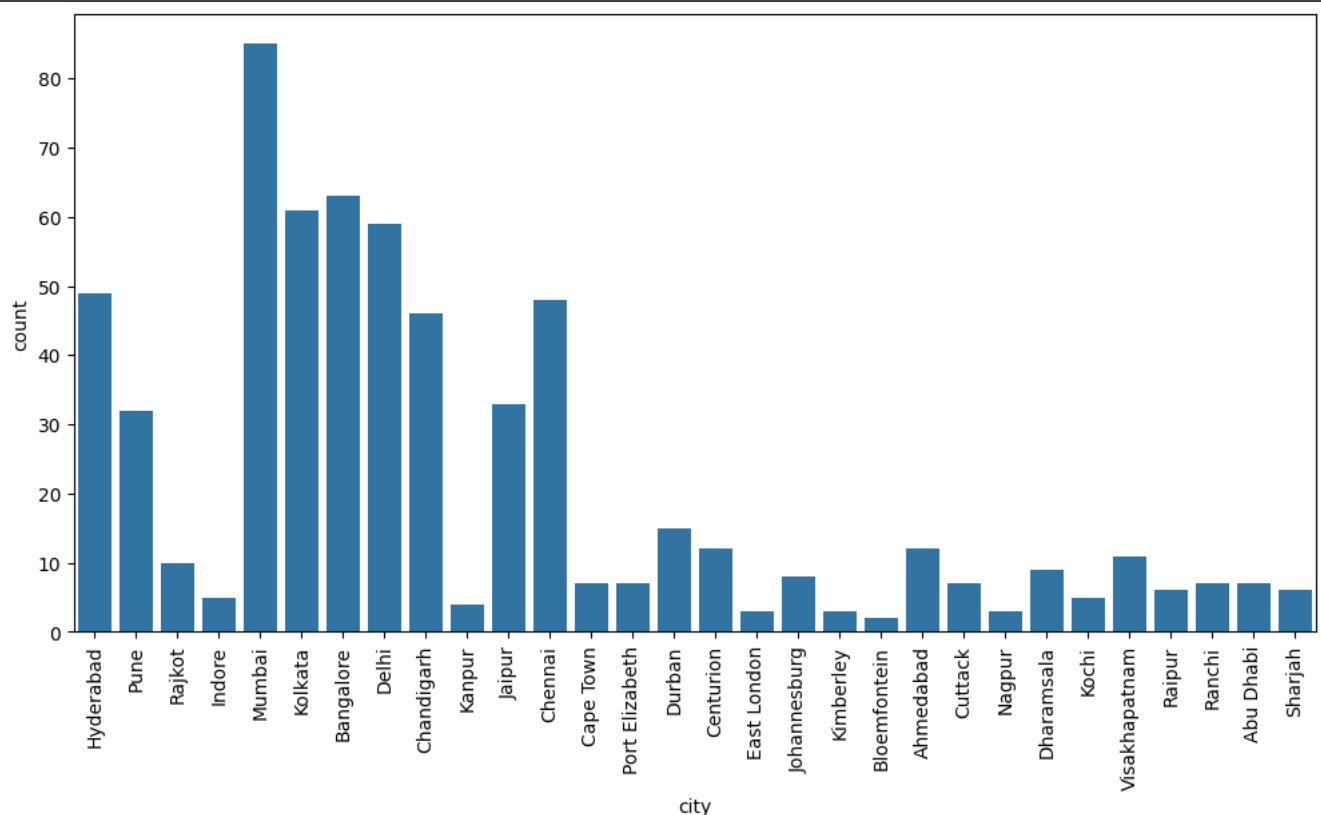 80
70
60
50
40
30
20
10
0
count
Hyderabad
Pune
Rajkot
Indore
Mumbai
Kolkata
Bangalore
Delhi
Chandigarh
Kanpur
Jaipur
Chennai
Cape Town
Port Elizabeth
Durban
Centurion
East London
Johannesburg
Kimberley
Bloemfontein
Ahmedabad
Cuttack
Nagpur
Dharamsala
Kochi
Visakhapatnam
Raipur
Ranchi
Abu Dhabi
Sharjah
city